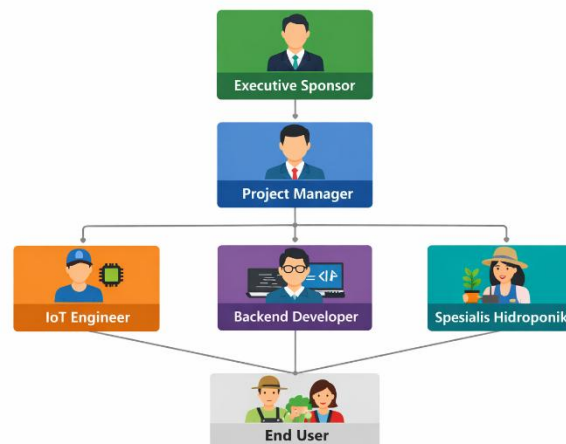 Executive Sponsor
Project Manager
IoT Engineer
Backend Developer
Spesialis Hidroponik
End User